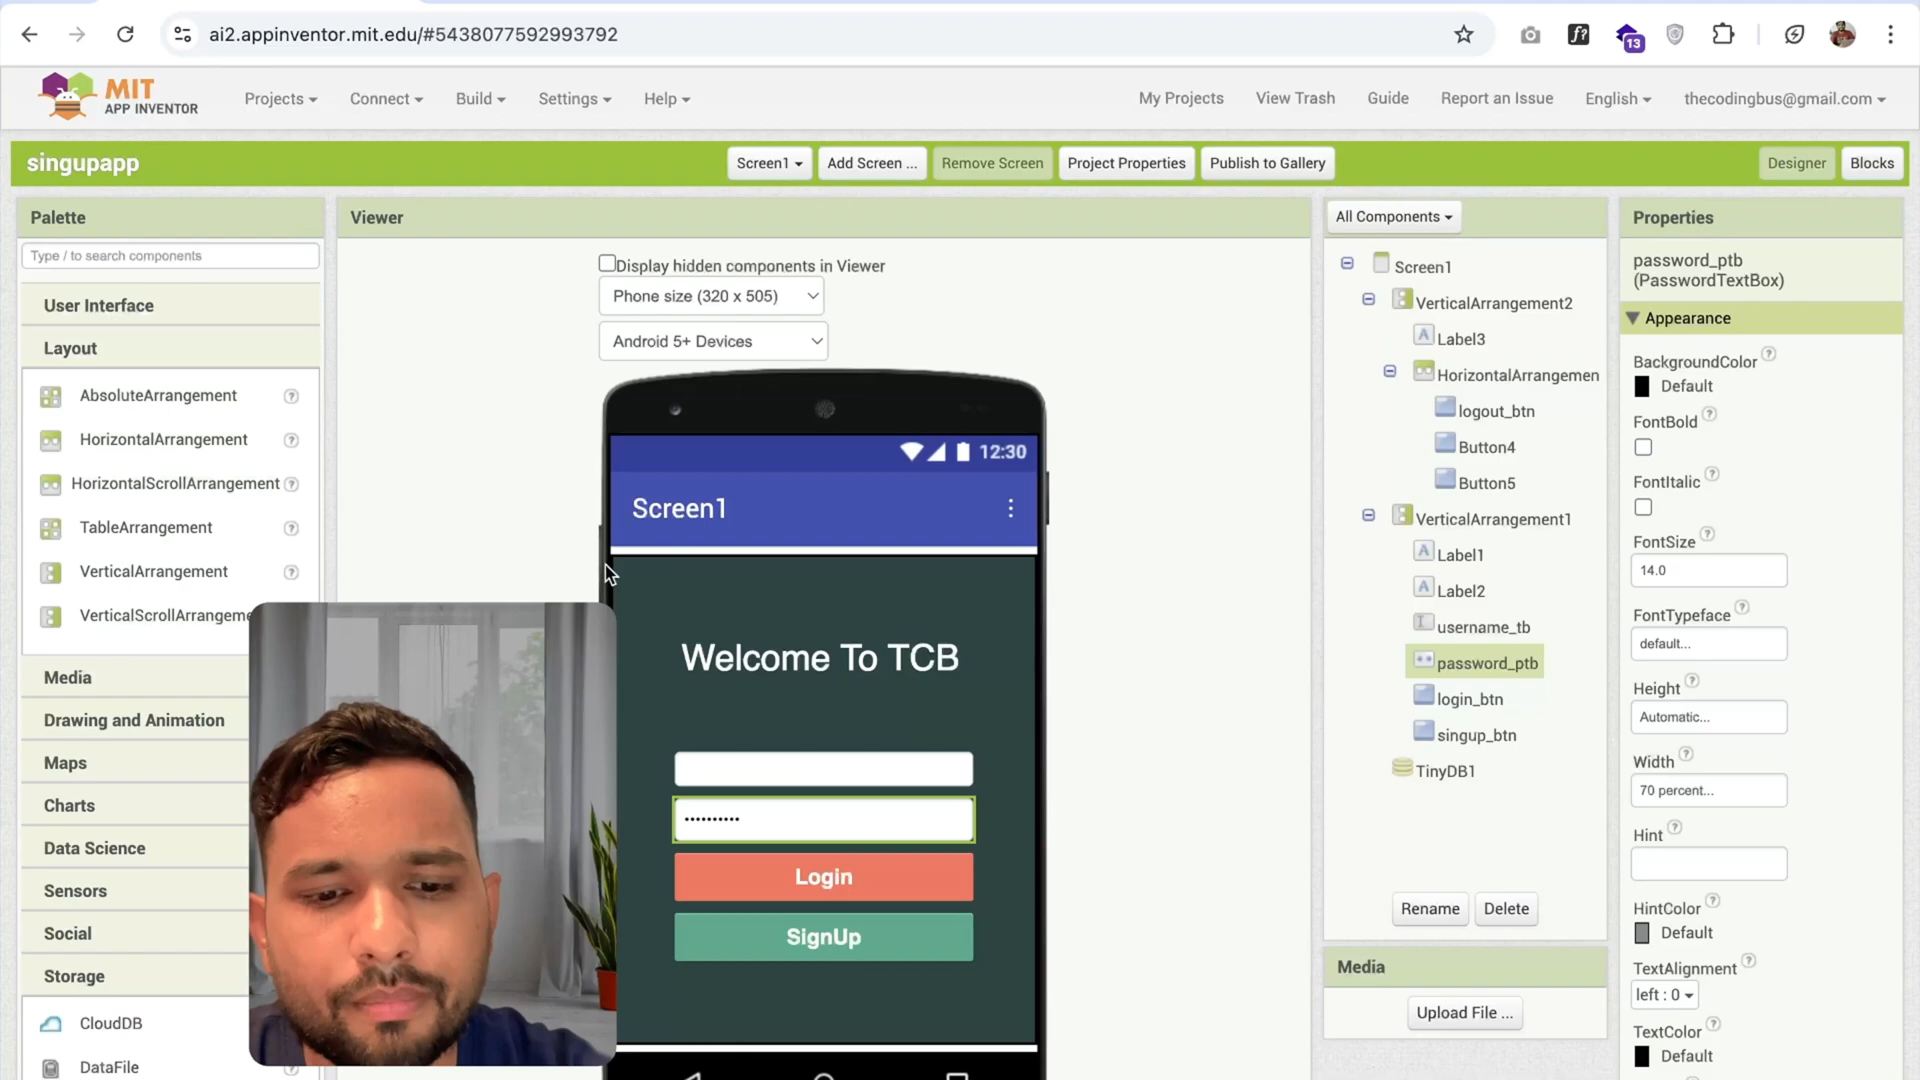 ai2.appinventor.mit.edu/#5438077592993792
13
MIT
APP INVENTOR
Projects
Connect
Build
Settings
Help
My Projects
View Trash
Guide
Report an Issue
English
thecodingbus@gmail.com
singupapp
Screen1
Add Screen ...
Remove Screen
Project Properties
Publish to Gallery
Designer
Blocks
Palette
Type / to search components
User Interface
Layout
AbsoluteArrangement
HorizontalArrangement
HorizontalScrollArrangement
TableArrangement
VerticalArrangement
VerticalScrollArrangeme
Media
Drawing and Animation
Maps
Charts
Data Science
Sensors
Social
Storage
CloudDB
DataFile
Viewer
Display hidden components in Viewer
Phone size (320 x 505)
Android 5+ Devices
12:30
Screen1
Welcome To TCB
Login
SignUp
All Components
Screen1
VerticalArrangement2
Label3
HorizontalArrangemen
logout_btn
Button4
Button5
VerticalArrangement1
Label1
Label2
username_tb
password_ptb
login_btn
singup_btn
TinyDB1
Rename
Delete
Media
Upload File ...
Properties
password_ptb
(PasswordTextBox)
Appearance
BackgroundColor
Default
FontBold
FontItalic
FontSize
14.0
FontTypeface
default...
Height
Automatic...
Width
70 percent...
Hint
HintColor
Default
TextAlignment
left : 0
TextColor
Default